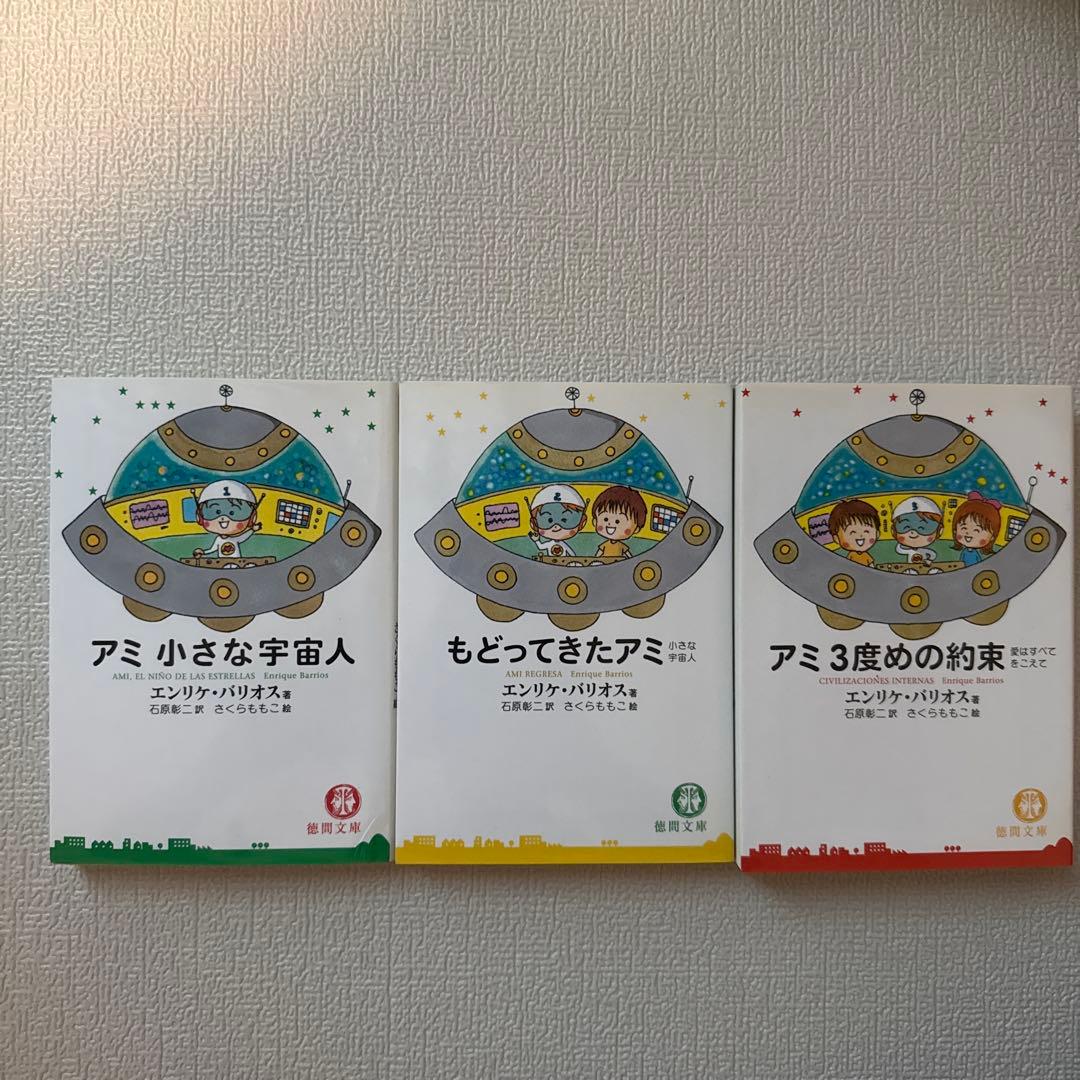 1
アミ 小さな宇宙人
AMI, EL NIÑO DE LAS ESTRELLAS Enrique Barrios
エンリケ・バリオス 著
石原彰二 訳 さくらももこ 絵
徳間文庫
2
もどってきたアミ 小さな
宇宙人
AMI REGRESA Enrique Barrios
エンリケ・バリオス 著
石原彰二 訳 さくらももこ 絵
徳間文庫
3
アミ 3度めの約束 愛はすべて
をこえて
CIVILIZACIONES INTERNAS Enrique Barrios
エンリケ・バリオス 著
石原彰二 訳 さくらももこ 絵
徳間文庫